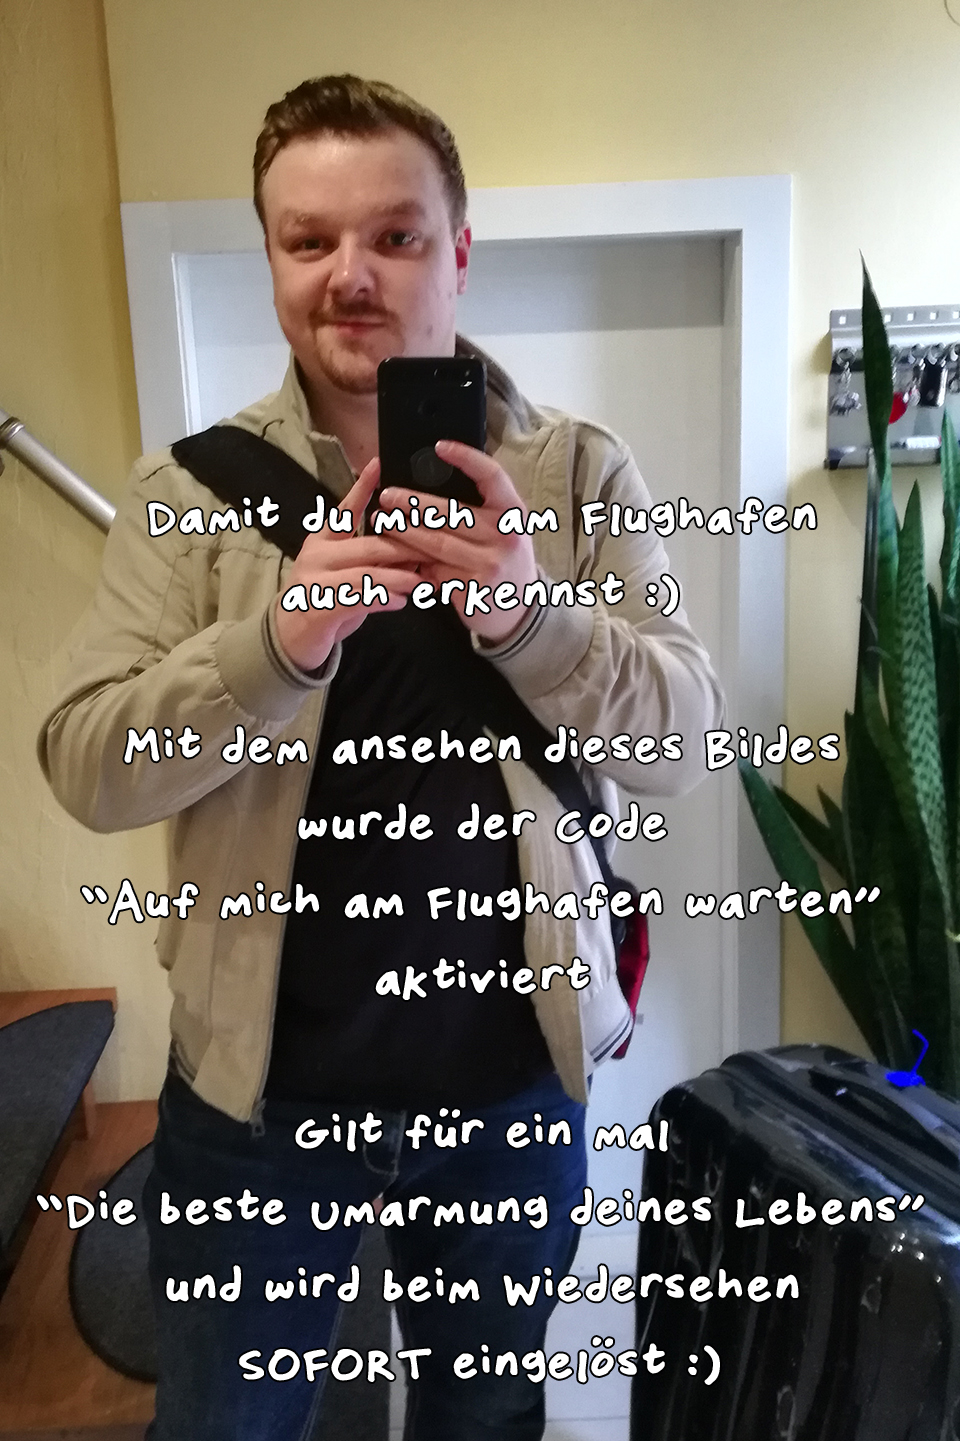 Damit du mich am Flughafen
auch erkennst :)
Mit dem ansehen dieses Bildes
wurde der Code
"Auf mich am Flughafen warten"
aktiviert
Gilt für ein mal
"Die beste Umarmung deines Lebens"
und wird beim Wiedersehen
SOFORT eingelöst :)